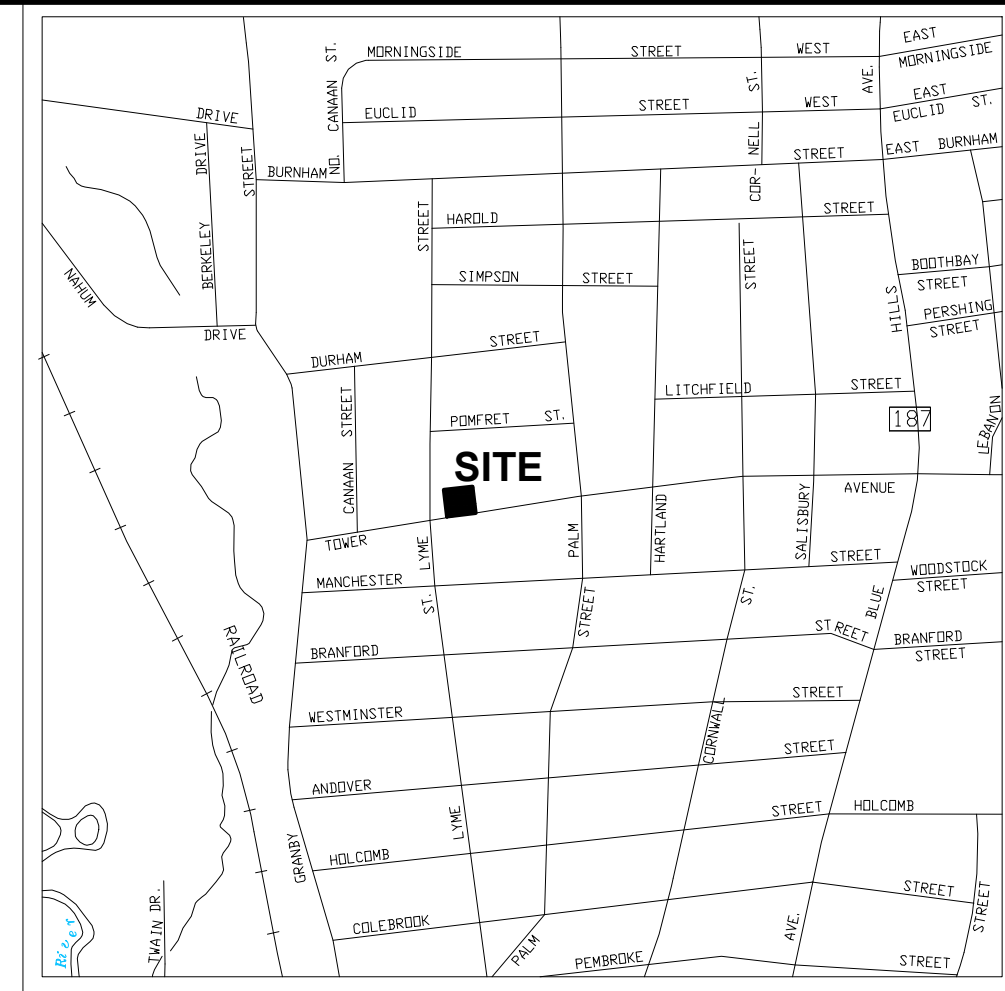 EAST
MORNINGSIDE
MORNINGSIDE STREET WEST
NO. CANAAN ST.
AVE.
ST.
EAST
EUCLID ST.
EUCLID STREET WEST
DRIVE
DRIVE
STREET
COR-NELL
EAST BURNHAM
BURNHAM STREET
BERKELEY
STREET
HAROLD STREET
STREET
BOOTHBAY
STREET
SIMPSON STREET
NAHUM
DRIVE
HILLS
PERSHING
STREET
DURHAM STREET
LITCHFIELD STREET
STREET
CANAAN
POMFRET ST.
187
LEBANON
SITE
AVENUE
TOWER
LYME
PALM
HARTLAND
SALISBURY
MANCHESTER STREET
WOODSTOCK
STREET
ST.
STREET
ST.
BLUE
RAILROAD
BRANFORD STREET
BRANFORD
STREET
WESTMINSTER STREET
CORNWALL
ANDOVER STREET
LYME
STREET HOLCOMB
GRANBY
HOLCOMB
STREET
STREET
TWAIN DR.
River
COLEBROOK
PALM
AVE.
PEMBROKE STREET